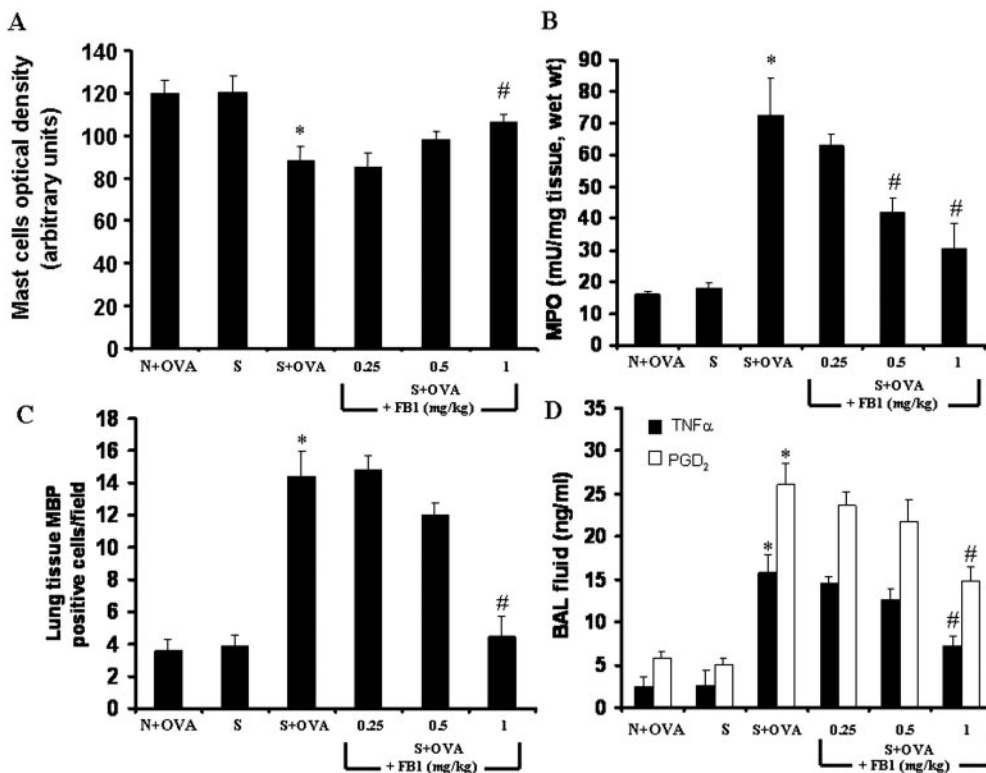 A
Mast cells optical density
(arbitrary units)
140
120
100
80
60
40
20
0
*
#
N+OVA S S+OVA 0.25 0.5 1
S+OVA
+ FB1 (mg/kg)
B
MPO (mU/mg tissue, wet wt)
90
80
70
60
50
40
30
20
10
0
*
#
#
N+OVA S S+OVA 0.25 0.5 1
S+OVA
+ FB1 (mg/kg)
C
Lung tissue MBP
positive cells/field
18
16
14
12
10
8
6
4
2
0
*
#
N+OVA S S+OVA 0.25 0.5 1
S+OVA
+ FB1 (mg/kg)
D
BAL fluid (ng/ml)
35
30
25
20
15
10
5
0
TNFα
PGD₂
*
*
#
#
N+OVA S S+OVA 0.25 0.5 1
S+OVA
+ FB1 (mg/kg)